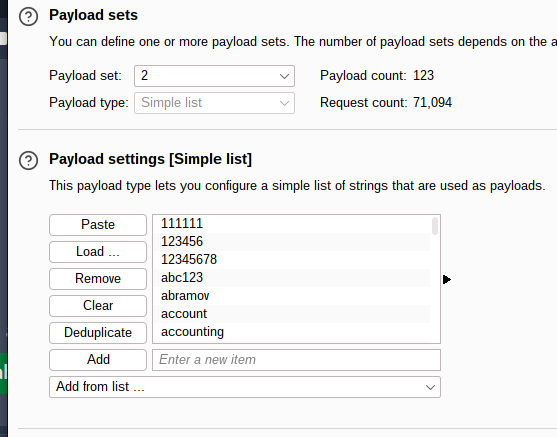 Payload sets
You can define one or more payload sets. The number of payload sets depends on the a
Payload set: 2 Payload count: 123
Payload type: Simple list Request count: 71,094
Payload settings [Simple list]
This payload type lets you configure a simple list of strings that are used as payloads.
Paste
Load ...
Remove
Clear
Deduplicate
111111
123456
12345678
abc123
abramov
account
accounting
Add Enter a new item
Add from list ...